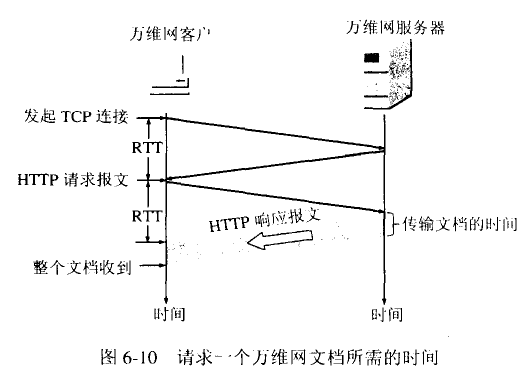 万维网客户
万维网服务器
发起 TCP 连接
RTT
HTTP 请求报文
RTT
HTTP 响应报文
传输文档的时间
整个文档收到
时间
时间
图 6-10 请求一个万维网文档所需的时间